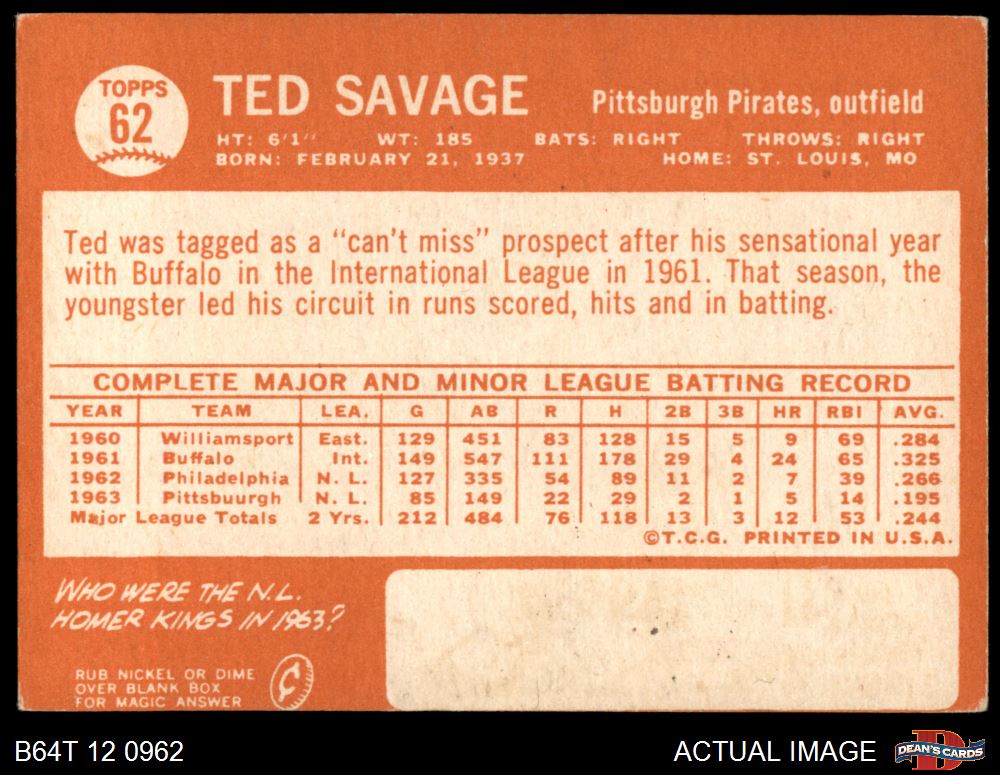 TOPPS
62
TED SAVAGE
Pittsburgh Pirates, outfield
HT: 6'1" WT: 185 BATS: RIGHT THROWS: RIGHT
BORN: FEBRUARY 21, 1937 HOME: ST. LOUIS, MO
Ted was tagged as a "can't miss" prospect after his sensational year
with Buffalo in the International League in 1961. That season, the
youngster led his circuit in runs scored, hits and in batting.
COMPLETE MAJOR AND MINOR LEAGUE BATTING RECORD
YEAR TEAM LEA. G AB R H 2B 3B HR RBI AVG.
1960 Williamsport East. 129 451 83 128 15 5 9 69 .284
1961 Buffalo Int. 149 547 111 178 29 4 24 65 .325
1962 Philadelphia N. L. 127 335 54 89 11 2 7 39 .266
1963 Pittsbuurgh N. L. 85 149 22 29 2 1 5 14 .195
Major League Totals 2 Yrs. 212 484 76 118 13 3 12 53 .244
©T.C.G. PRINTED IN U.S.A.
WHO WERE THE N.L.
HOMER KINGS IN 1963?
RUB NICKEL OR DIME
OVER BLANK BOX
FOR MAGIC ANSWER
¢
B64T 12 0962
ACTUAL IMAGE
D
DEAN'S CARDS